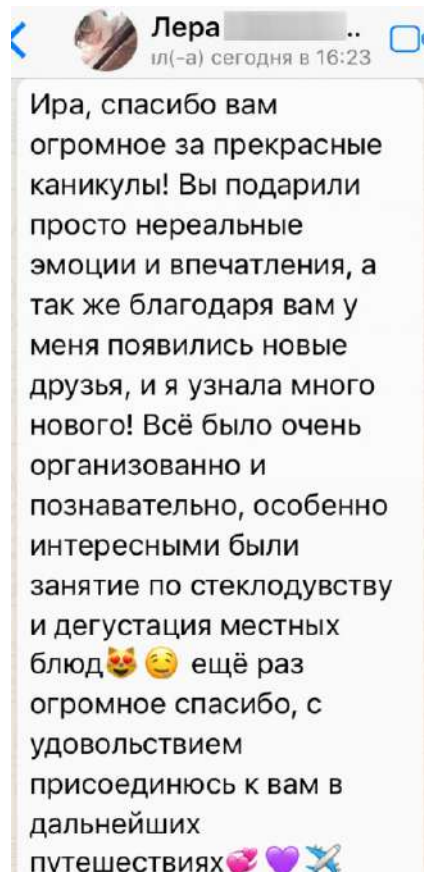 Лера ..
ил(-а) сегодня в 16:23
Ира, спасибо вам
огромное за прекрасные
каникулы! Вы подарили
просто нереальные
эмоции и впечатления, а
так же благодаря вам у
меня появились новые
друзья, и я узнала много
нового! Всё было очень
организованно и
познавательно, особенно
интересными были
занятие по стеклодувству
и дегустация местных
блюд😻😋 ещё раз
огромное спасибо, с
удовольствием
присоединюсь к вам в
дальнейших
путешествиях💞💜✈️